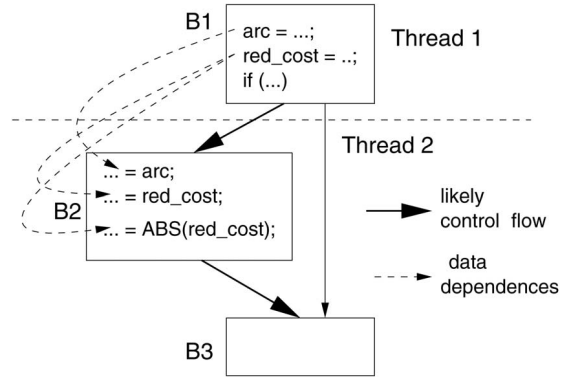 B1
arc = ...;
red_cost = ..;
if (...)
Thread 1
Thread 2
B2
... = arc;
... = red_cost;
... = ABS(red_cost);
likely
control flow
data
dependences
B3